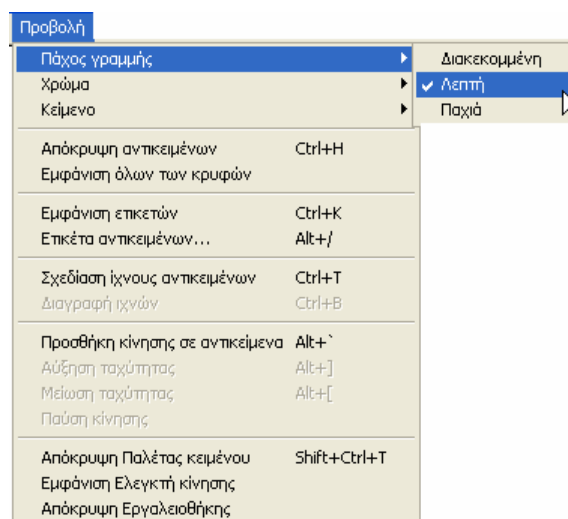 Προβολή
Πάχος γραμμής
Διακεκομμένη
Χρώμα
Λεπτή
Κείμενο
Παχιά
Απόκρυψη αντικειμένων Ctrl+H
Εμφάνιση όλων των κρυφών
Εμφάνιση ετικετών Ctrl+K
Ετικέτα αντικειμένων... Alt+/
Σχεδίαση ίχνους αντικειμένων Ctrl+T
Διαγραφή ιχνών Ctrl+B
Προσθήκη κίνησης σε αντικείμενα Alt+`
Αύξηση ταχύτητας Alt+]
Μείωση ταχύτητας Alt+[
Παύση κίνησης
Απόκρυψη Παλέτας κειμένου Shift+Ctrl+T
Εμφάνιση Ελεγκτή κίνησης
Απόκρυψη Εργαλειοθήκης